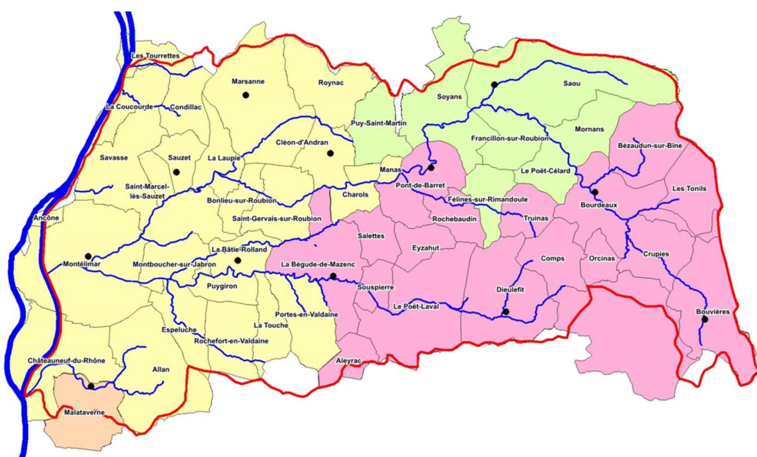 Les Tourrettes
Marsanne
Roynac
Saou
Soyans
La Coucourde
Condillac
Puy-Saint-Martin
Mornans
Francillon-sur-Roubion
Cléon-d'Andran
Bézaudun-sur-Bîne
Savasse
Sauzet
La Laupie
Manas
Le Poët-Célard
Pont-de-Barret
Saint-Marcel-
lès-Sauzet
Les Tonils
Charols
Bonlieu-sur-Roubion
Félines-sur-Rimandoule
Bourdeaux
Ancône
Saint-Gervais-sur-Roubion
Rochebaudin
Truinas
Salettes
Eyzahut
La Bâtie-Rolland
Crupies
Comps
Orcinas
Montélimar
Montboucher-sur-Jabron
La Bégude-de-Mazenc
Puygiron
Souspierre
Dieulefit
Le Poët-Laval
Portes-en-Valdaine
Bouvières
La Touche
Espeluche
Rochefort-en-Valdaine
Châteauneuf-du-Rhône
Aleyrac
Allan
Malataverne